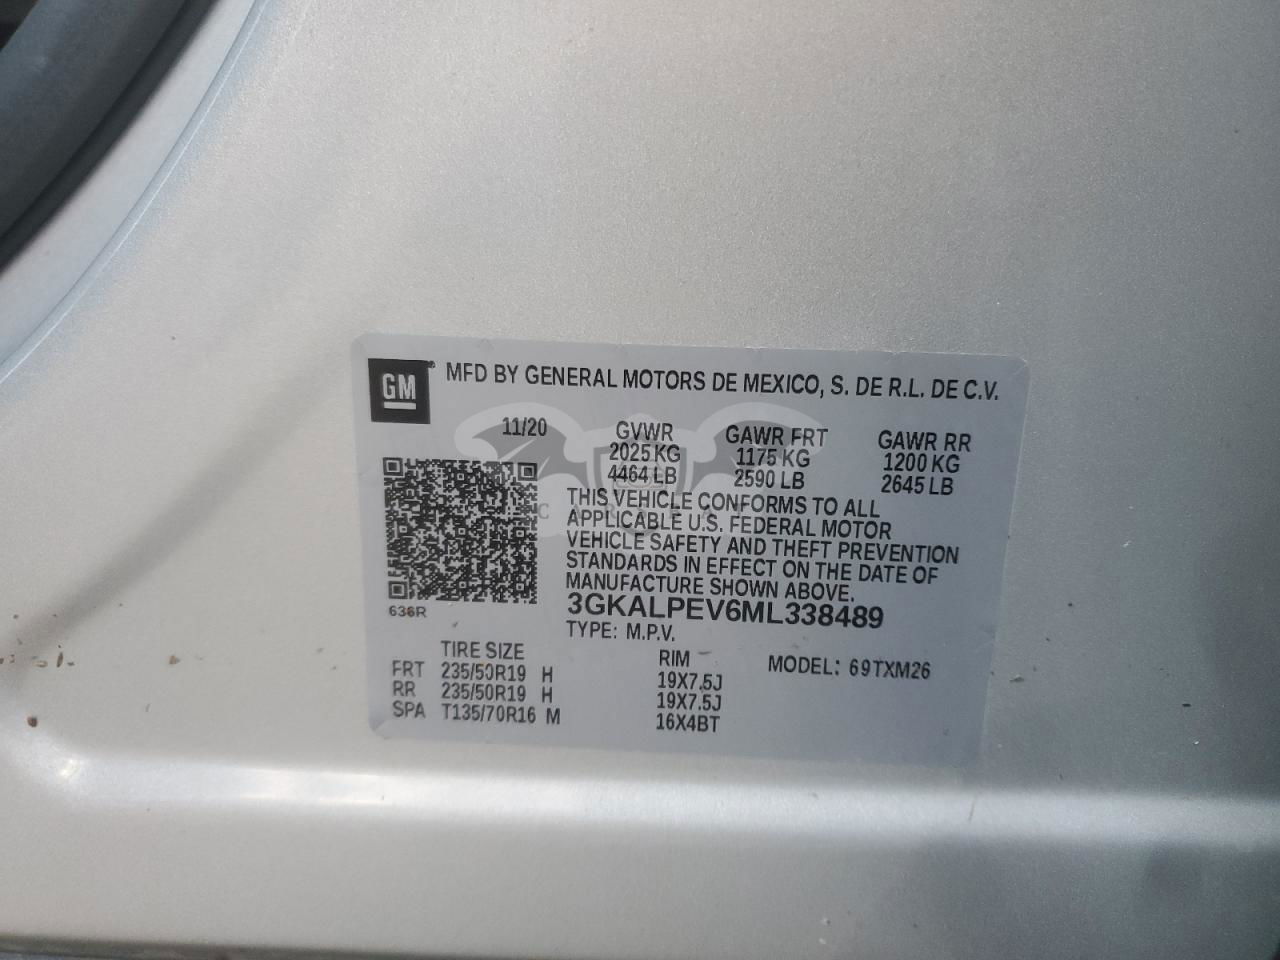 GM
MFD BY GENERAL MOTORS DE MEXICO, S. DE R.L. DE C.V.
11/20 GVWR GAWR FRT GAWR RR
2025 KG 1175 KG 1200 KG
4464 LB 2590 LB 2645 LB
THIS VEHICLE CONFORMS TO ALL
APPLICABLE U.S. FEDERAL MOTOR
VEHICLE SAFETY AND THEFT PREVENTION
STANDARDS IN EFFECT ON THE DATE OF
MANUFACTURE SHOWN ABOVE.
636R
3GKALPEV6ML338489
TYPE: M.P.V.
TIRE SIZE RIM MODEL: 69TXM26
FRT 235/50R19 H 19X7.5J
RR 235/50R19 H 19X7.5J
SPA T135/70R16 M 16X4BT